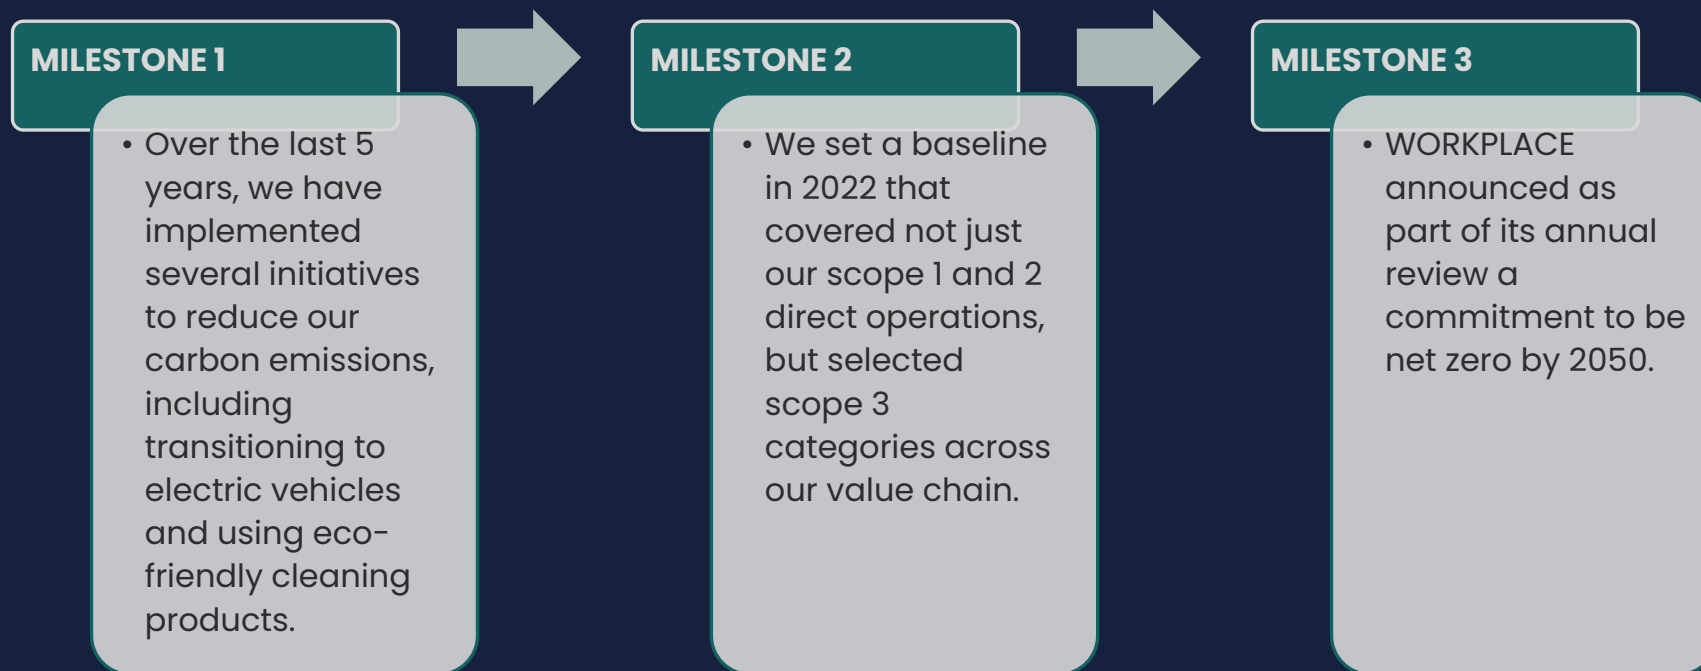 MILESTONE 1
• Over the last 5
years, we have
implemented
several initiatives
to reduce our
carbon emissions,
including
transitioning to
electric vehicles
and using eco-
friendly cleaning
products.
MILESTONE 2
• We set a baseline
in 2022 that
covered not just
our scope 1 and 2
direct operations,
but selected
scope 3
categories across
our value chain.
MILESTONE 3
• WORKPLACE
announced as
part of its annual
review a
commitment to be
net zero by 2050.